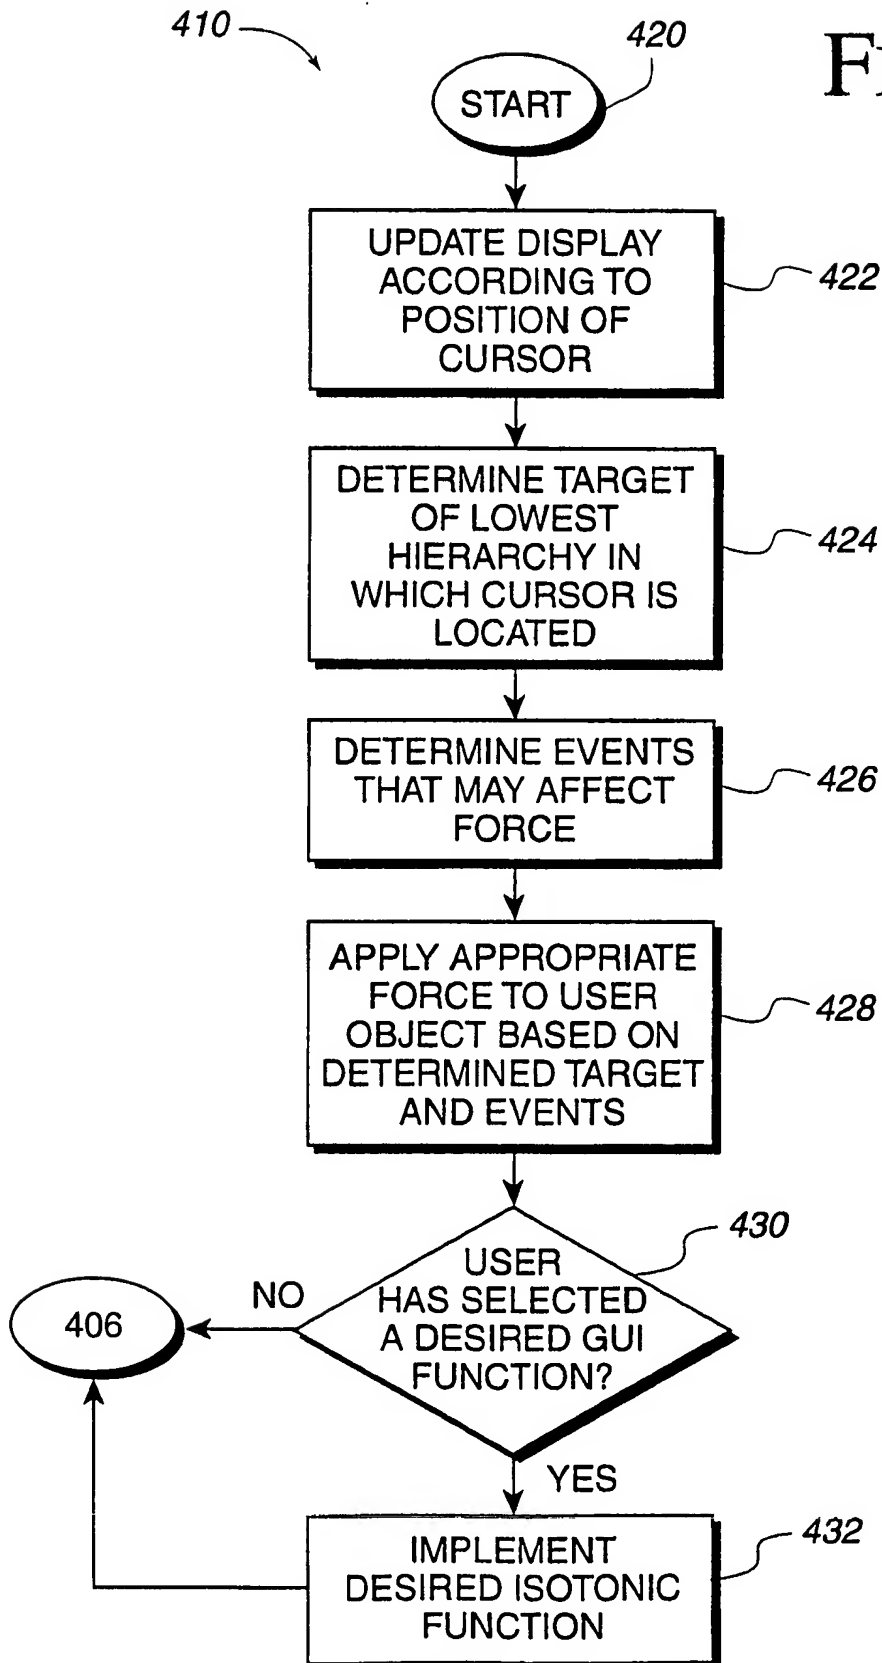 410
420
START
UPDATE DISPLAY
ACCORDING TO
POSITION OF
CURSOR
422
DETERMINE TARGET
OF LOWEST
HIERARCHY IN
WHICH CURSOR IS
LOCATED
424
DETERMINE EVENTS
THAT MAY AFFECT
FORCE
426
APPLY APPROPRIATE
FORCE TO USER
OBJECT BASED ON
DETERMINED TARGET
AND EVENTS
428
430
USER
HAS SELECTED
A DESIRED GUI
FUNCTION?
NO
406
YES
IMPLEMENT
DESIRED ISOTONIC
FUNCTION
432